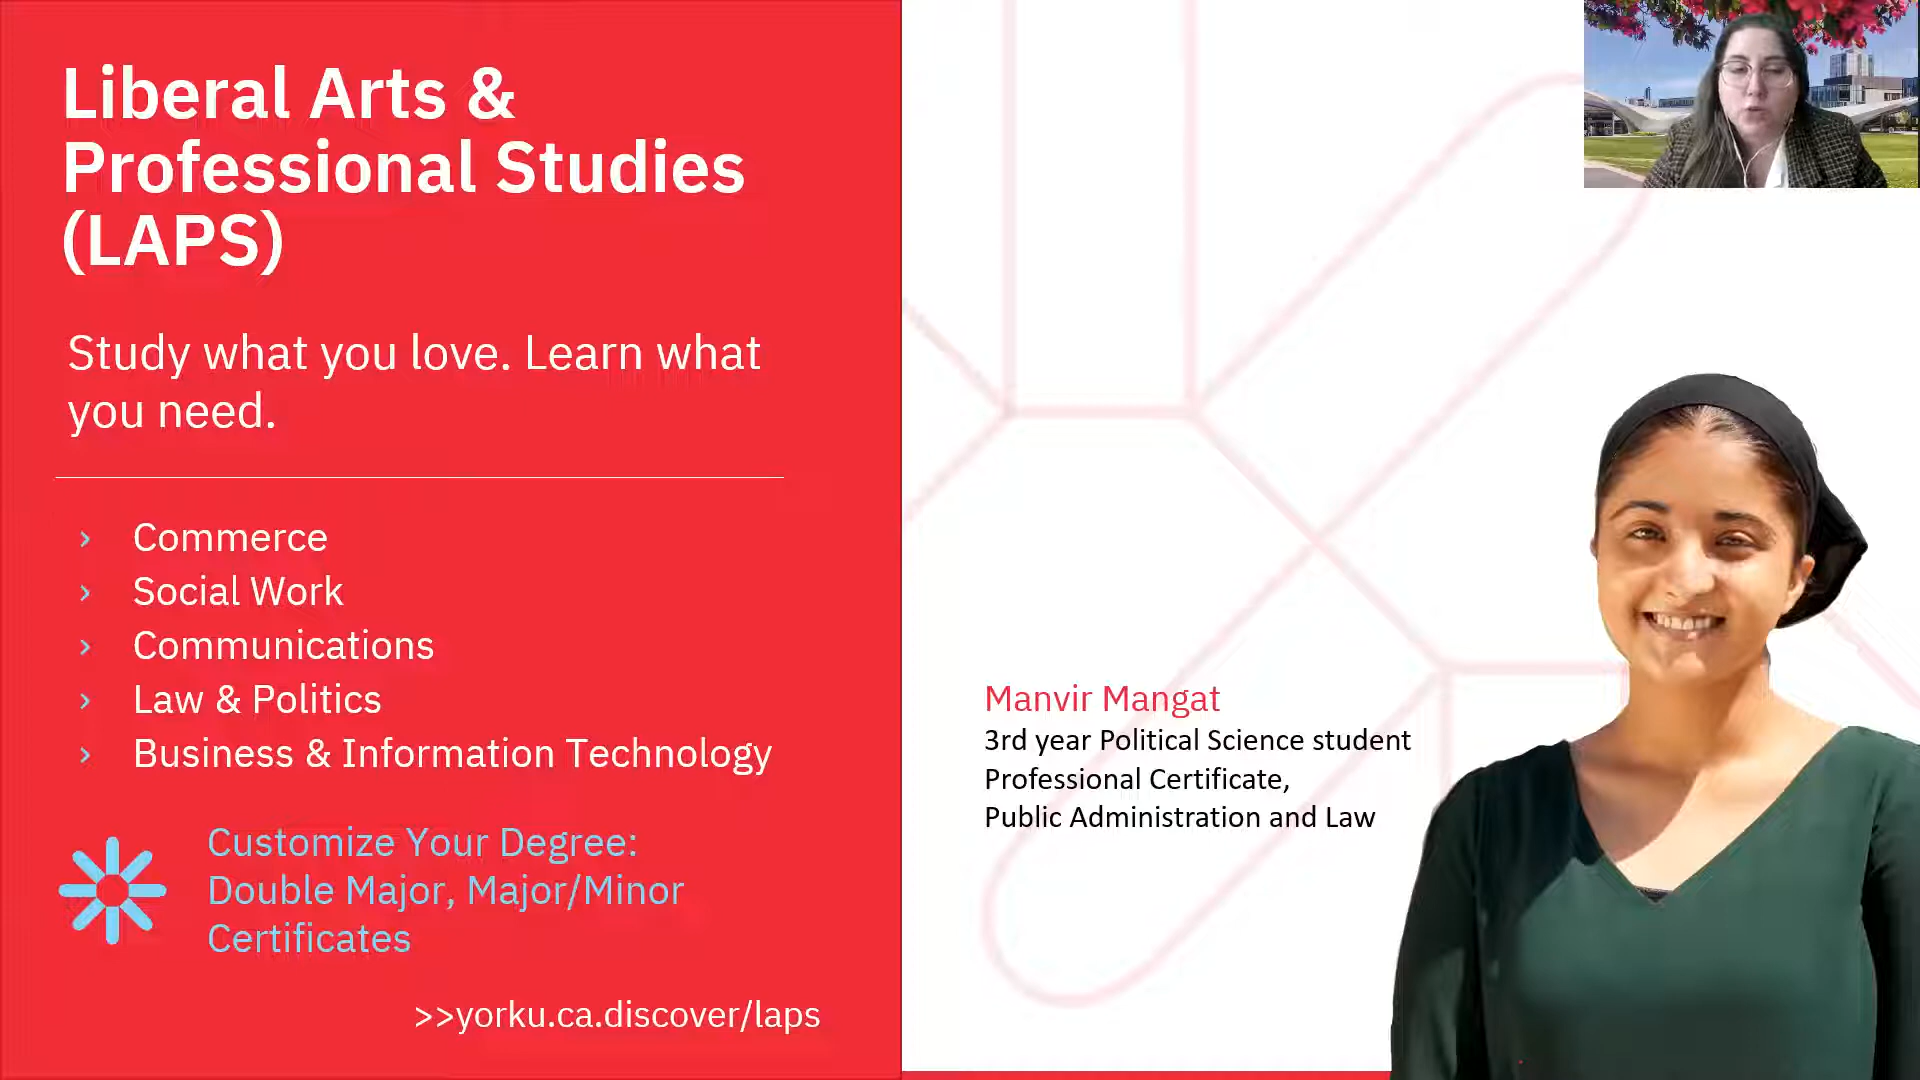 Liberal Arts &
Professional Studies
(LAPS)
Study what you love. Learn what
you need.
› Commerce
› Social Work
› Communications
› Law & Politics
› Business & Information Technology
Customize Your Degree:
Double Major, Major/Minor
Certificates
>>yorku.ca.discover/laps
Manvir Mangat
3rd year Political Science student
Professional Certificate,
Public Administration and Law